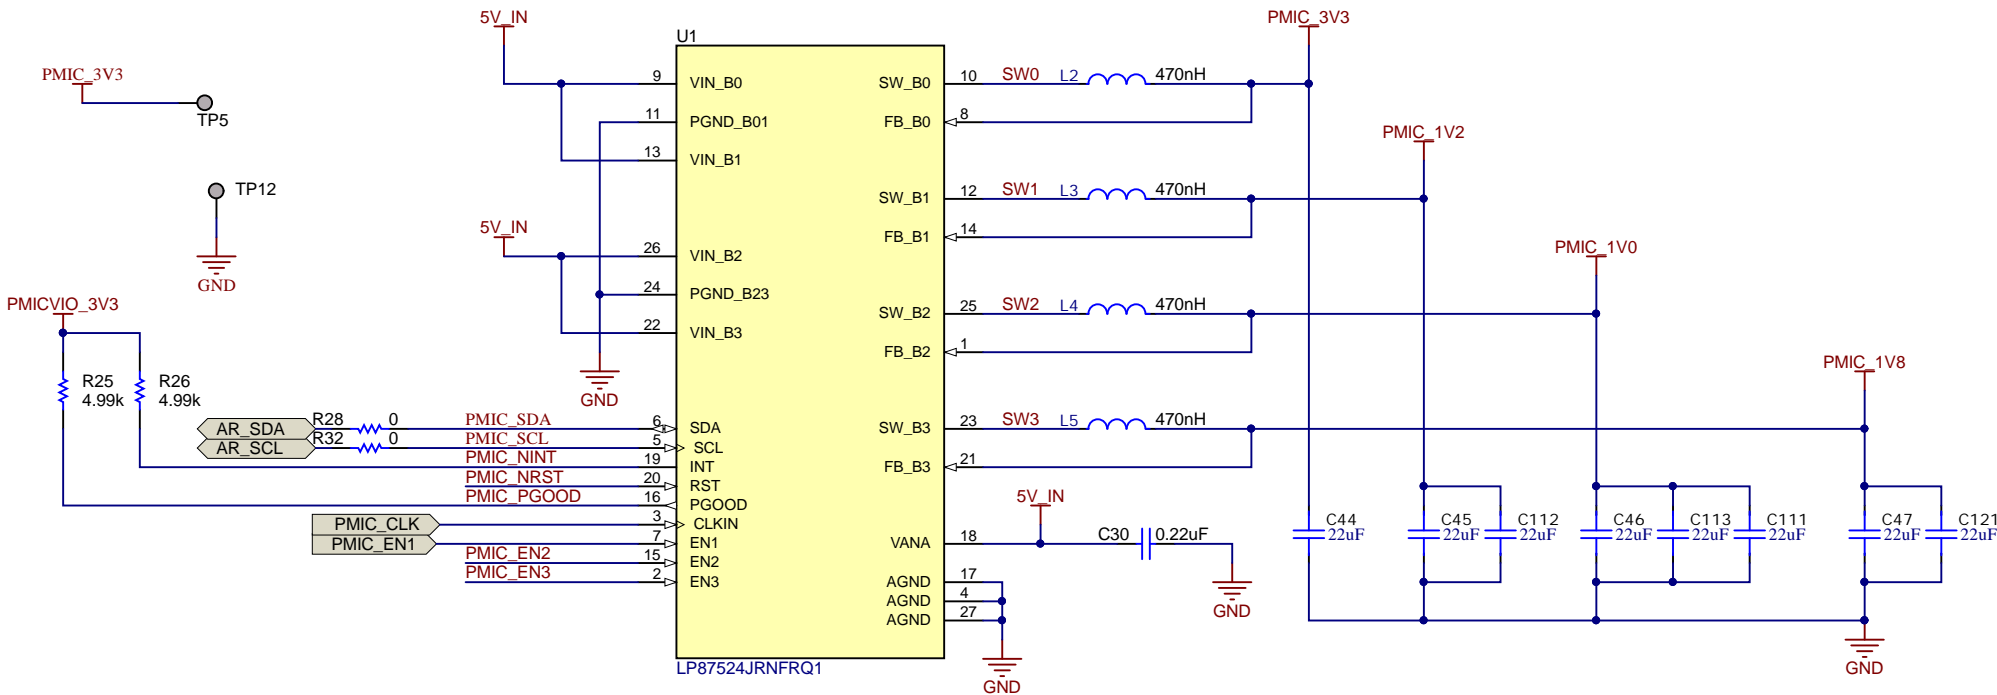 5V_IN
PMIC_3V3
U1
PMIC_3V3
TP5
9 VIN_B0 SW_B0 10 SW0 L2 470nH
11 PGND_B01 FB_B0 8
PMIC_1V2
13 VIN_B1
TP12
SW_B1 12 SW1 L3 470nH
5V_IN
FB_B1 14
26 VIN_B2
PMIC_1V0
GND
24 PGND_B23
PMICVIO_3V3
SW_B2 25 SW2 L4 470nH
22 VIN_B3
FB_B2 1
PMIC_1V8
R25 R26
4.99k 4.99k
GND
AR_SDA R28 0 PMIC_SDA 6 SDA SW_B3 23 SW3 L5 470nH
AR_SCL R32 0 PMIC_SCL 5 SCL
PMIC_NINT 19 INT FB_B3 21
PMIC_NRST 20 RST
PMIC_PGOOD 16 PGOOD
5V_IN
PMIC_CLK 3 CLKIN
C44 C45 C112 C46 C113 C111 C47 C121
22uF 22uF 22uF 22uF 22uF 22uF 22uF 22uF
PMIC_EN1 7 EN1 VANA 18 C30 0.22uF
PMIC_EN2 15 EN2
PMIC_EN3 2 EN3 AGND 17
AGND 4
GND
AGND 27
LP87524JRNFRQ1
GND
GND